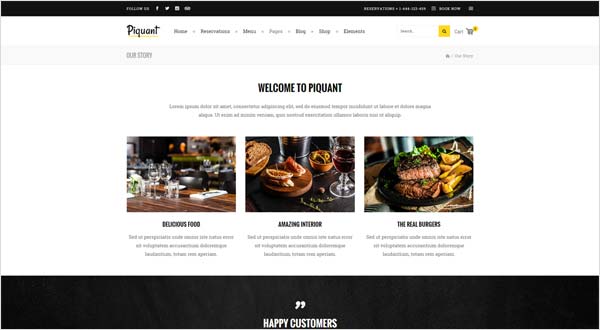 FOLLOW US
RESERVATIONS + 1-444-123-459 BOOK NOW
Piquant
Home Reservations Menu Pages Blog Shop Elements
Search... Cart
OUR STORY
/ Our Story
WELCOME TO PIQUANT
Lorem ipsum dolor sit amet, consectetur adipiscing elit, sed do eiusmod tempor incididunt ut labore et dolore magna
aliqua. Ut enim ad minim veniam, quis nostrud exercitation ullamco laboris nisi ut aliquip.
DELICIOUS FOOD
Sed ut perspiciatis unde omnis iste natus error
sit voluptatem accusantium doloremque
laudantium, totam rem aperiam.
AMAZING INTERIOR
Sed ut perspiciatis unde omnis iste natus error
sit voluptatem accusantium doloremque
laudantium, totam rem aperiam.
THE REAL BURGERS
Sed ut perspiciatis unde omnis iste natus error
sit voluptatem accusantium doloremque
laudantium, totam rem aperiam.
"
HAPPY CUSTOMERS